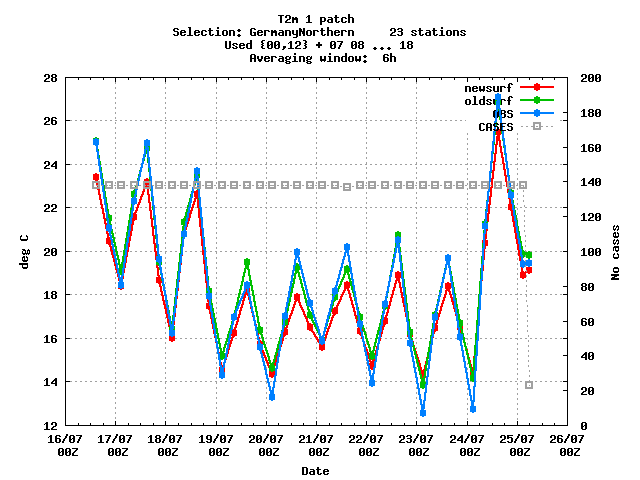 T2m 1 patch
Selection: GermanyNorthern     23 stations
Used {00,12} + 07 08 ... 18
Averaging window:  6h
newsurf
oldsurf
OBS
CASES
28
26
24
22
20
18
16
14
12
deg C
200
180
160
140
120
100
80
60
40
20
0
No cases
16/07 17/07 18/07 19/07 20/07 21/07 22/07 23/07 24/07 25/07 26/07
00Z 00Z 00Z 00Z 00Z 00Z 00Z 00Z 00Z 00Z 00Z
Date